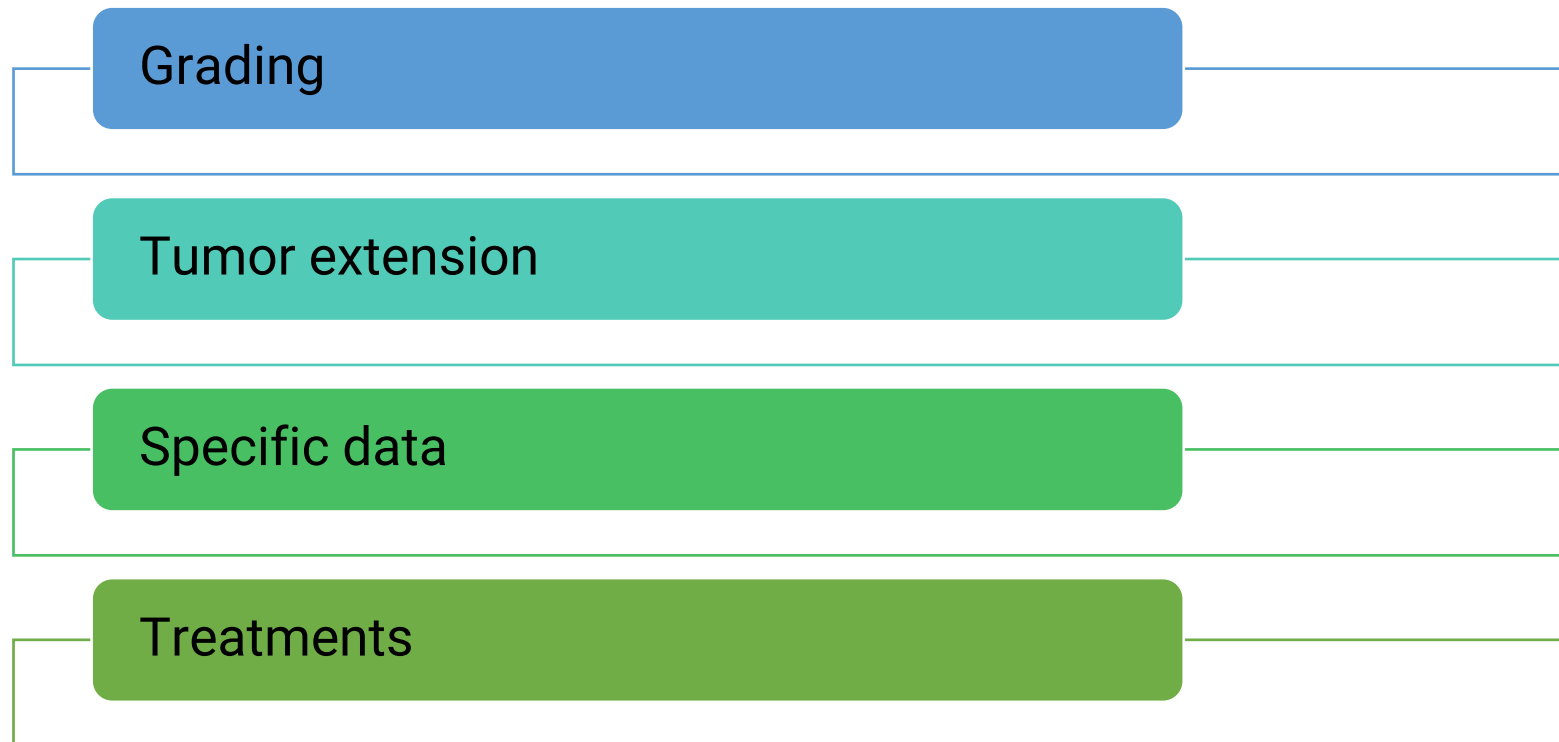 Grading
Tumor extension
Specific data
Treatments